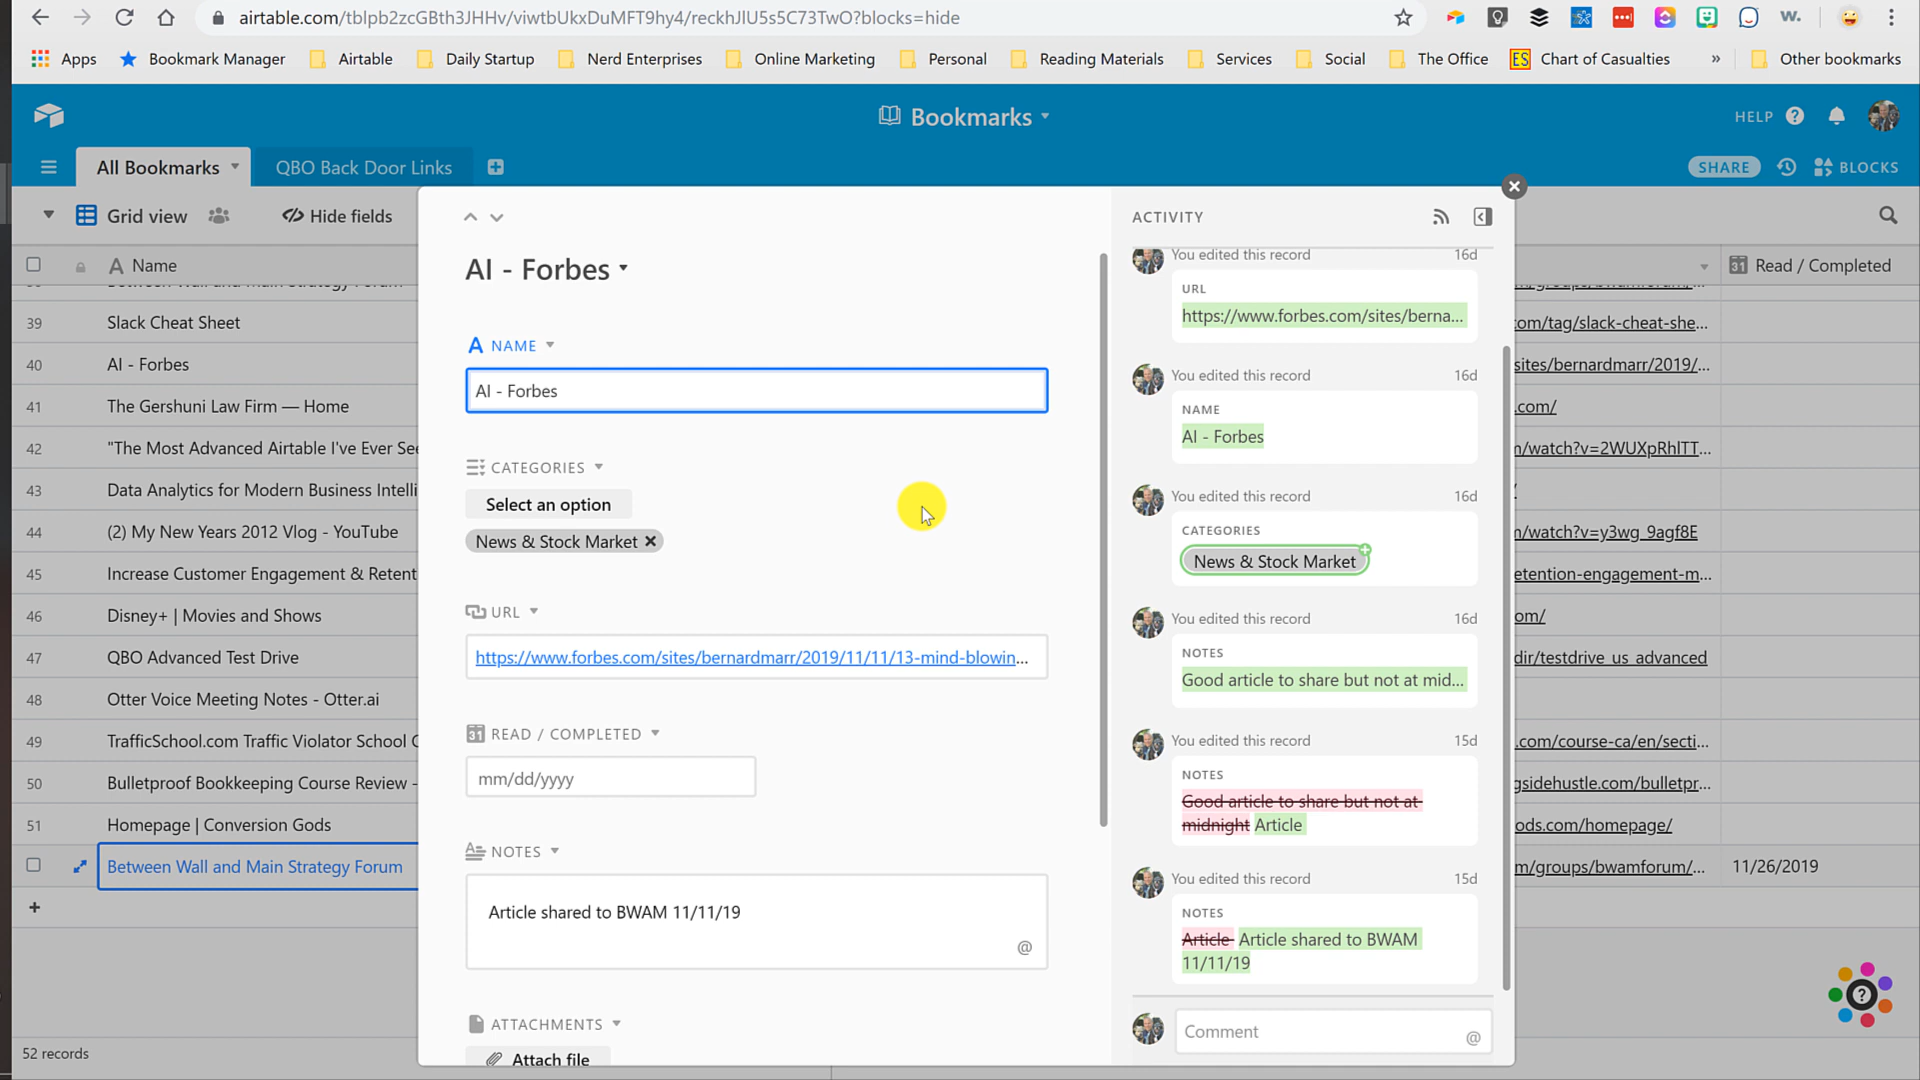 airtable.com/tblpb2zcGBth3JHHv/viwtbUkxDuMFT9hy4/reckhJlU5s5C73TwO?blocks=hide
Apps Bookmark Manager Airtable Daily Startup Nerd Enterprises Online Marketing Personal Reading Materials Services Social The Office ES Chart of Casualties » Other bookmarks
Bookmarks
HELP
All Bookmarks QBO Back Door Links
SHARE BLOCKS
Grid view Hide fields
Name
Read / Completed
39 Slack Cheat Sheet
om/tag/slack-cheat-she...
40 AI - Forbes
sites/bernardmarr/2019/...
41 The Gershuni Law Firm — Home
.com/
42 "The Most Advanced Airtable I've Ever See
m/watch?v=2WUXpRhlTT...
43 Data Analytics for Modern Business Intelli
44 (2) My New Years 2012 Vlog - YouTube
m/watch?v=y3wg_9agf8E
45 Increase Customer Engagement & Retent
etention-engagement-m...
46 Disney+ | Movies and Shows
om/
47 QBO Advanced Test Drive
dir/testdrive_us_advanced
48 Otter Voice Meeting Notes - Otter.ai
49 TrafficSchool.com Traffic Violator School C
.com/course-ca/en/secti...
50 Bulletproof Bookkeeping Course Review -
gsidehustle.com/bulletpr...
51 Homepage | Conversion Gods
ods.com/homepage/
Between Wall and Main Strategy Forum
m/groups/bwamforum/...
11/26/2019
+
52 records
AI - Forbes
NAME
AI - Forbes
CATEGORIES
Select an option
News & Stock Market
URL
https://www.forbes.com/sites/bernardmarr/2019/11/11/13-mind-blowin...
READ / COMPLETED
mm/dd/yyyy
NOTES
Article shared to BWAM 11/11/19
@
ATTACHMENTS
Attach file
ACTIVITY
You edited this record 16d
URL
https://www.forbes.com/sites/berna...
You edited this record 16d
NAME
AI - Forbes
You edited this record 16d
CATEGORIES
News & Stock Market
You edited this record 16d
NOTES
Good article to share but not at mid...
You edited this record 15d
NOTES
Good article to share but not at
midnight Article
You edited this record 15d
NOTES
Article Article shared to BWAM
11/11/19
Comment
@